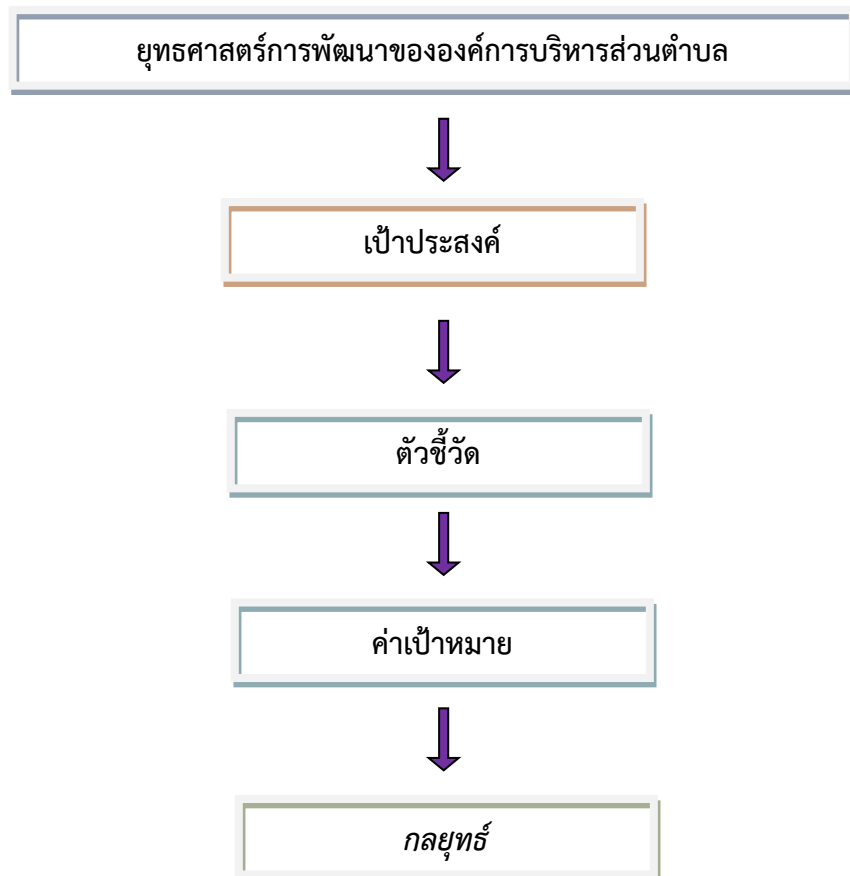 ยุทธศาสตร์การพัฒนาขององค์การบริหารส่วนตำบล
เป้าประสงค์
ตัวชี้วัด
ค่าเป้าหมาย
กลยุทธ์